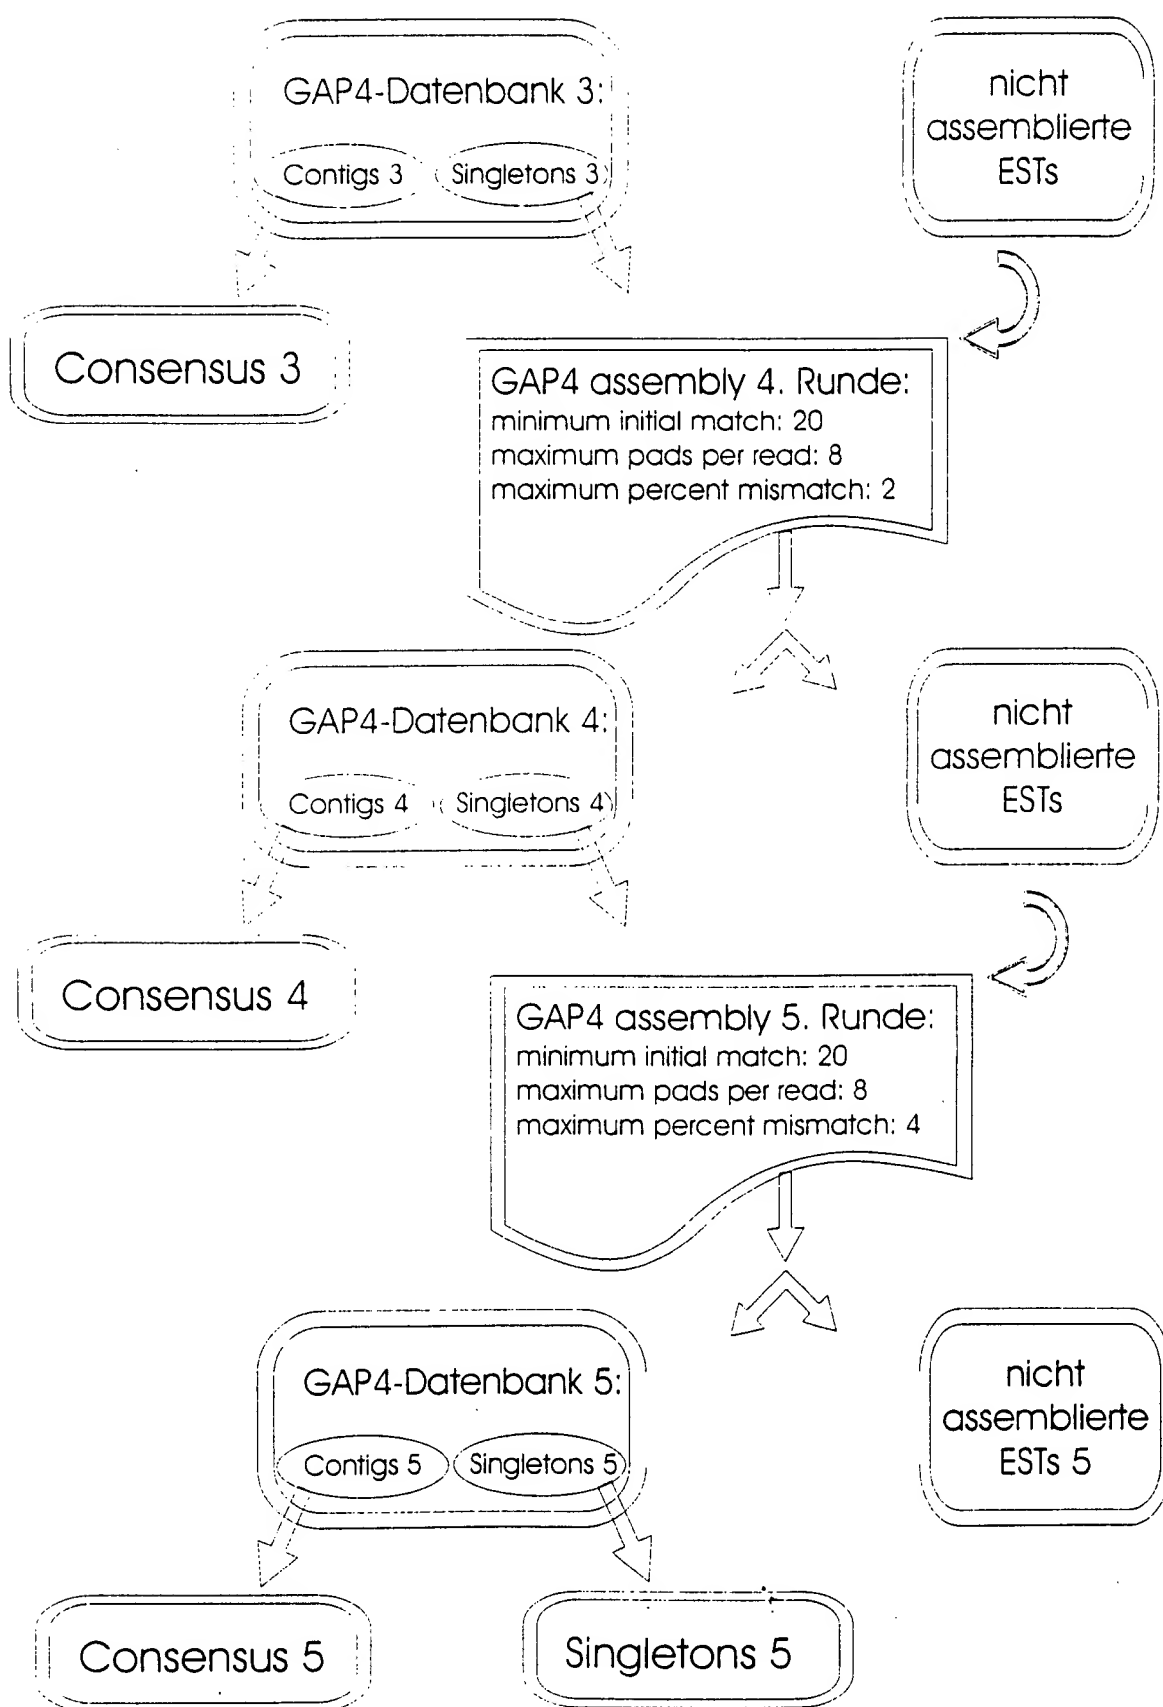 GAP4-Datenbank 3:
Contigs 3
Singletons 3
nicht
assemblierte
ESTs
Consensus 3
GAP4 assembly 4. Runde:
minimum initial match: 20
maximum pads per read: 8
maximum percent mismatch: 2
GAP4-Datenbank 4:
Contigs 4
Singletons 4
nicht
assemblierte
ESTs
Consensus 4
GAP4 assembly 5. Runde:
minimum initial match: 20
maximum pads per read: 8
maximum percent mismatch: 4
GAP4-Datenbank 5:
Contigs 5
Singletons 5
nicht
assemblierte
ESTs 5
Consensus 5
Singletons 5